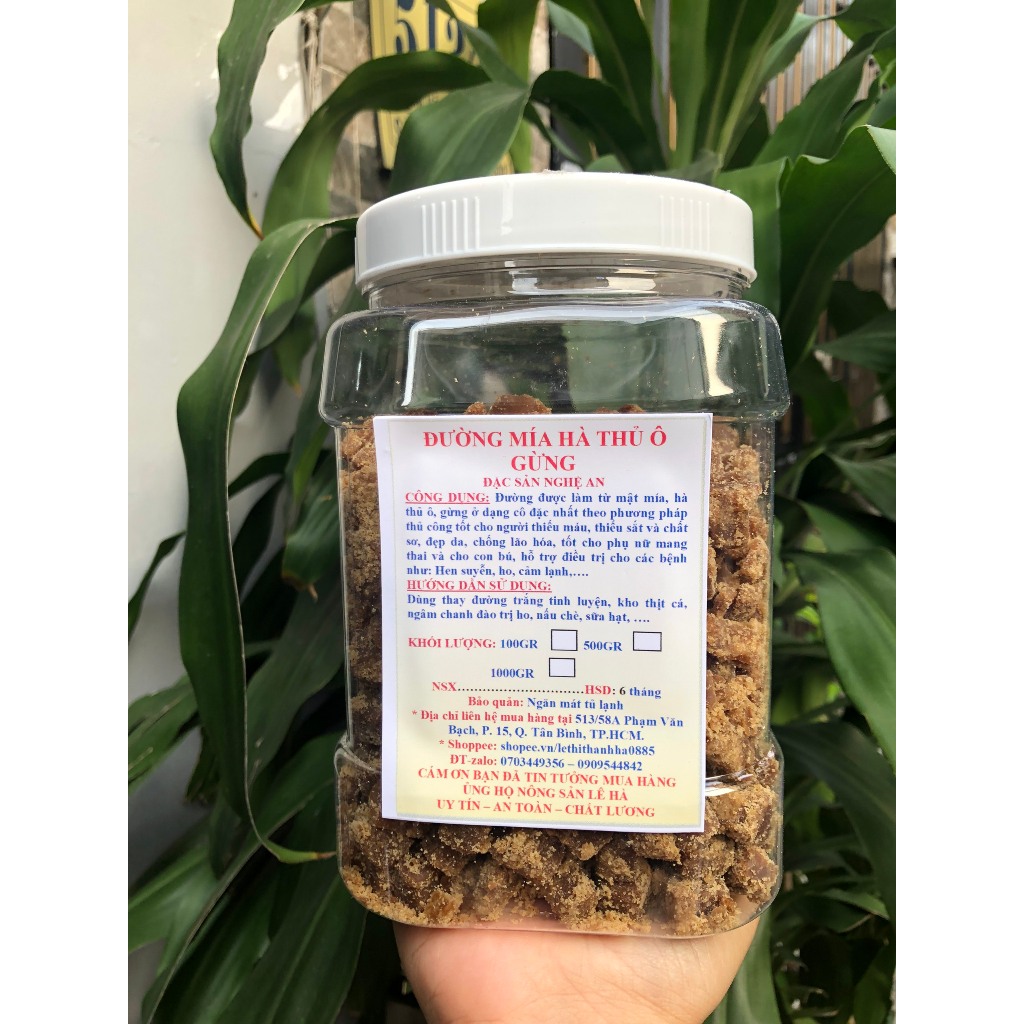 ĐƯỜNG MÍA HÀ THỦ Ô
GỪNG
ĐẶC SẢN NGHỆ AN
CÔNG DỤNG: Đường được làm từ mật mía, hà
thủ ô, gừng ở dạng cô đặc nhất theo phương pháp
thủ công tốt cho người thiếu máu, thiếu sắt và chất
sơ, đẹp da, chống lão hóa, tốt cho phụ nữ mang
thai và cho con bú, hỗ trợ điều trị cho các bệnh
như: Hen suyễn, ho, cảm lạnh,….
HƯỚNG DẪN SỬ DỤNG:
Dùng thay đường trắng tinh luyện, kho thịt cá,
ngâm chanh đào trị ho, nấu chè, sữa hạt, ….
KHỐI LƯỢNG: 100GR 500GR
1000GR
NSX…………………………HSD: 6 tháng
Bảo quản: Ngăn mát tủ lạnh
* Địa chỉ liên hệ mua hàng tại 513/58A Phạm Văn
Bạch, P. 15, Q. Tân Bình, TP.HCM.
* Shoppee: shopee.vn/lethithanhha0885
ĐT-zalo: 0703449356 – 0909544842
CẢM ƠN BẠN ĐÃ TIN TƯỞNG MUA HÀNG
ỦNG HỘ NÔNG SẢN LÊ HÀ
UY TÍN – AN TOÀN – CHẤT LƯỢNG